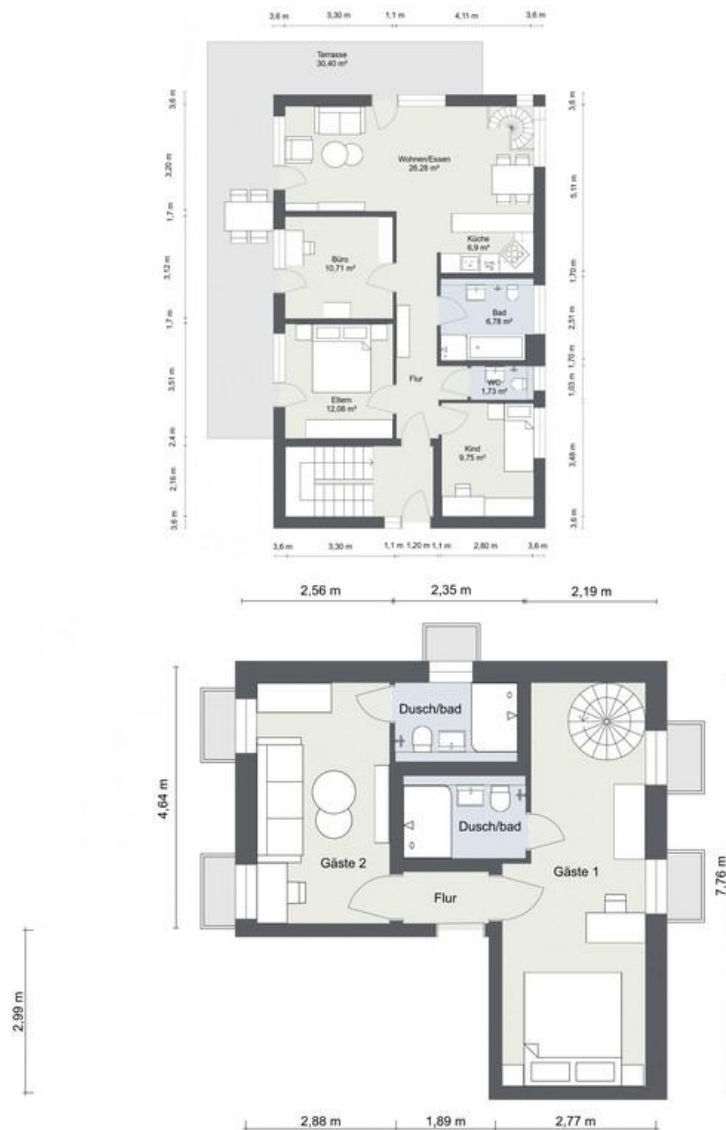 3,6 m 3,30 m 1,1 m 4,11 m 3,6 m
Terrasse
30,40 m²
3,6 m
3,20 m
1,7 m
3,12 m
1,7 m
3,51 m
2,4 m
2,16 m
3,6 m
Wohnen/Essen
26,28 m²
Küche
6,9 m²
Büro
10,71 m²
Bad
6,78 m²
WC
1,73 m²
Eltern
12,08 m²
Flur
Kind
9,75 m²
3,6 m
5,11 m
1,70 m
2,51 m
1,70 m
1,03 m
3,48 m
3,6 m
3,6 m 3,30 m 1,1 m 1,20 m 1,1 m 2,80 m 3,6 m
2,56 m 2,35 m 2,19 m
4,64 m
2,99 m
Dusch/bad
Dusch/bad
Gäste 2
Gäste 1
Flur
7,76 m
2,88 m 1,89 m 2,77 m